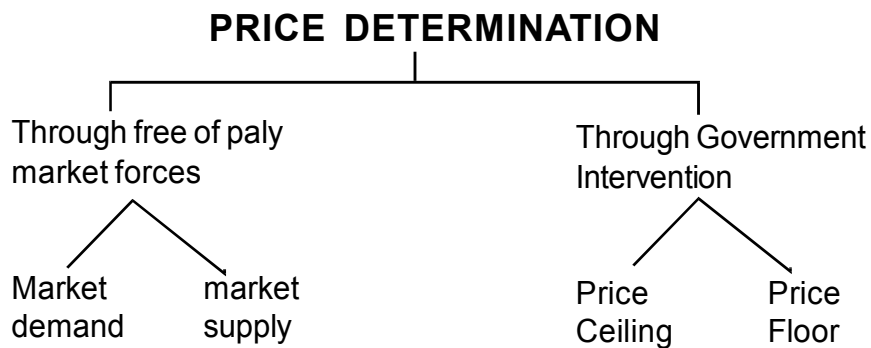 PRICE DETERMINATION
Through free of paly
market forces
Through Government
Intervention
Market
demand
market
supply
Price
Ceiling
Price
Floor